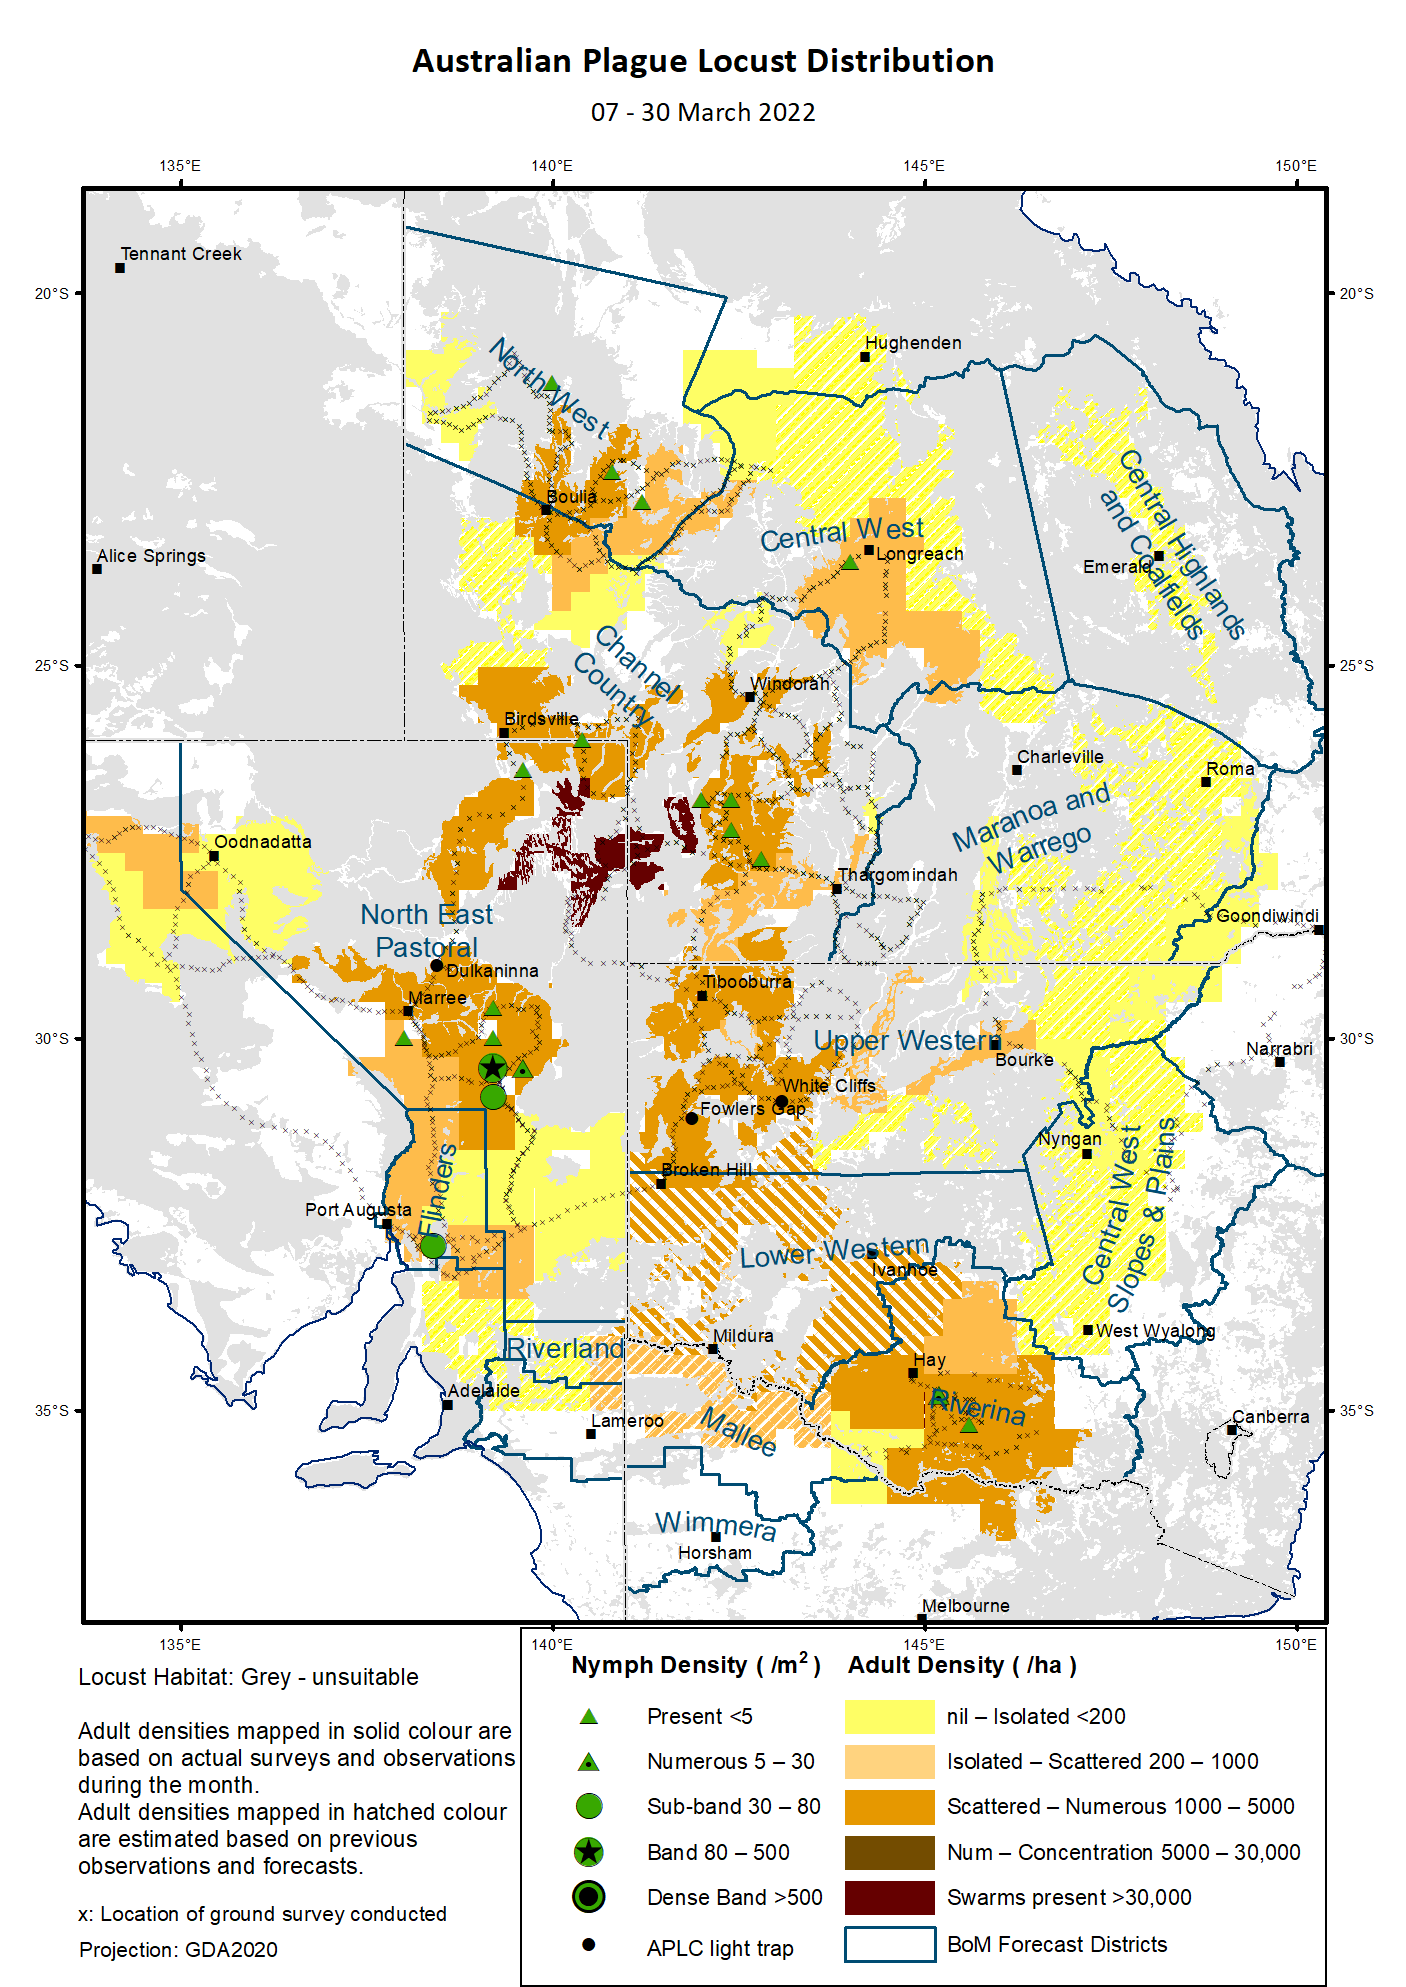 Australian Plague Locust Distribution
07 - 30 March 2022
135°E 140°E 145°E 150°E
Tennant Creek
20°S 20°S
Hughenden
North West
Central Highlands
and Coalfields
Boulia
Central West
Longreach
Alice Springs
Emerald
Channel
Country
25°S 25°S
Windorah
Birdsville
Charleville
Roma
Maranoa and
Warrego
Oodnadatta
Thargomindah
North East
Pastoral
Goondiwindi
Dulkaninna
Tibooburra
Marree
30°S 30°S
Upper Western
Bourke
Narrabri
White Cliffs
Fowlers Gap
Nyngan
Central West
Slopes & Plains
Broken Hill
Flinders
Port Augusta
Lower Western
Ivanhoe
West Wyalong
Mildura
Riverland
Hay
Adelaide
Riverina
35°S 35°S
Lameroo
Mallee
Canberra
Wimmera
Horsham
Melbourne
135°E 140°E 145°E 150°E
Locust Habitat: Grey - unsuitable
Adult densities mapped in solid colour are
based on actual surveys and observations
during the month.
Adult densities mapped in hatched colour
are estimated based on previous
observations and forecasts.
x: Location of ground survey conducted
Projection: GDA2020
Nymph Density ( /m² ) Adult Density ( /ha )
Present <5 nil – Isolated <200
Numerous 5 – 30 Isolated – Scattered 200 – 1000
Sub-band 30 – 80 Scattered – Numerous 1000 – 5000
Band 80 – 500 Num – Concentration 5000 – 30,000
Dense Band >500 Swarms present >30,000
APLC light trap BoM Forecast Districts